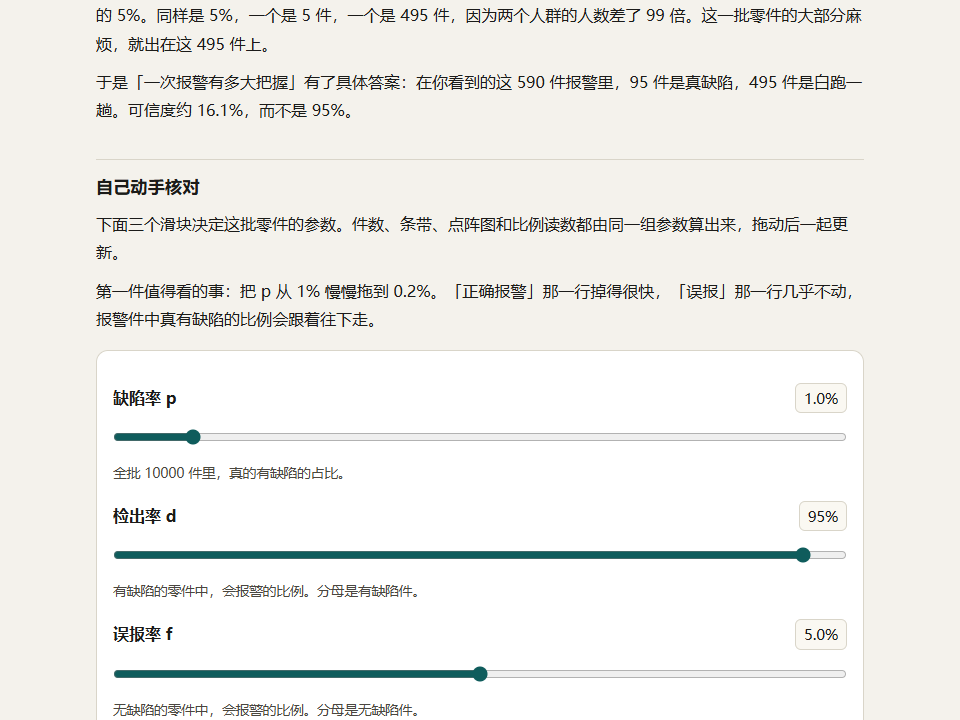 的 5%。同样是 5%，一个是 5 件，一个是 495 件，因为两个人群的人数差了 99 倍。这一批零件的大部分麻
烦，就出在这 495 件上。
于是「一次报警有多大把握」有了具体答案：在你看到的这 590 件报警里，95 件是真缺陷，495 件是白跑一
趟。可信度约 16.1%，而不是 95%。
自己动手核对
下面三个滑块决定这批零件的参数。件数、条带、点阵图和比例读数都由同一组参数算出来，拖动后一起更
新。
第一件值得看的事：把 p 从 1% 慢慢拖到 0.2%。「正确报警」那一行掉得很快，「误报」那一行几乎不动，
报警件中真有缺陷的比例会跟着往下走。
缺陷率 p
1.0%
全批 10000 件里，真的有缺陷的占比。
检出率 d
95%
有缺陷的零件中，会报警的比例。分母是有缺陷件。
误报率 f
5.0%
无缺陷的零件中，会报警的比例。分母是无缺陷件。